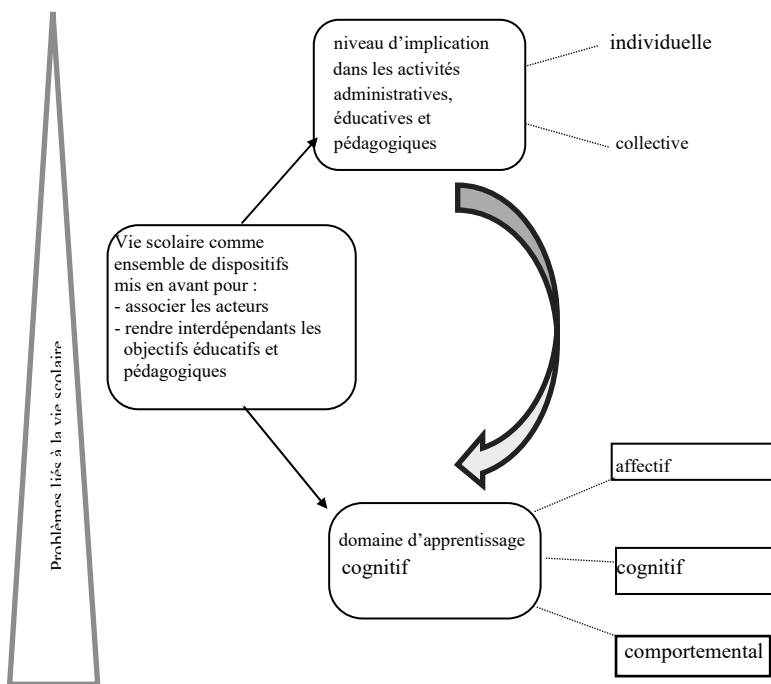 niveau d’implication
dans les activités
administratives,
éducatives et
pédagogiques
individuelle
collective
Vie scolaire comme
ensemble de dispositifs
mis en avant pour :
- associer les acteurs
- rendre interdépendants les
objectifs éducatifs et
pédagogiques
Problèmes liés à la vie scolaire
domaine d’apprentissage
cognitif
affectif
cognitif
comportemental